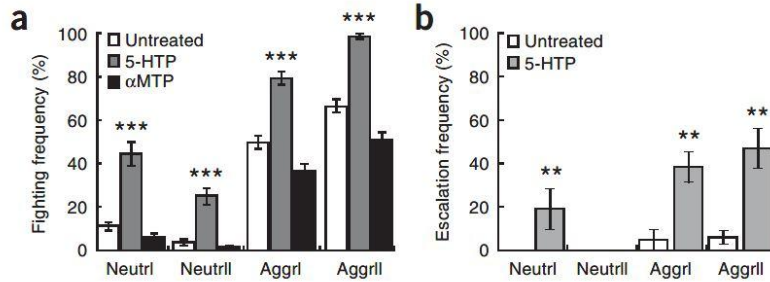 a
Fighting frequency (%)
100
80
60
40
20
0
Untreated
5-HTP
αMTP
***
***
***
***
NeutrI
NeutrII
AggrI
AggrII
b
Escalation frequency (%)
100
80
60
40
20
0
Untreated
5-HTP
**
**
**
NeutrI
NeutrII
AggrI
AggrII